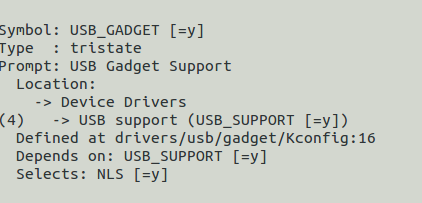 Symbol: USB_GADGET [=y]
Type  : tristate
Prompt: USB Gadget Support
  Location:
    -> Device Drivers
(4)   -> USB support (USB_SUPPORT [=y])
  Defined at drivers/usb/gadget/Kconfig:16
  Depends on: USB_SUPPORT [=y]
  Selects: NLS [=y]